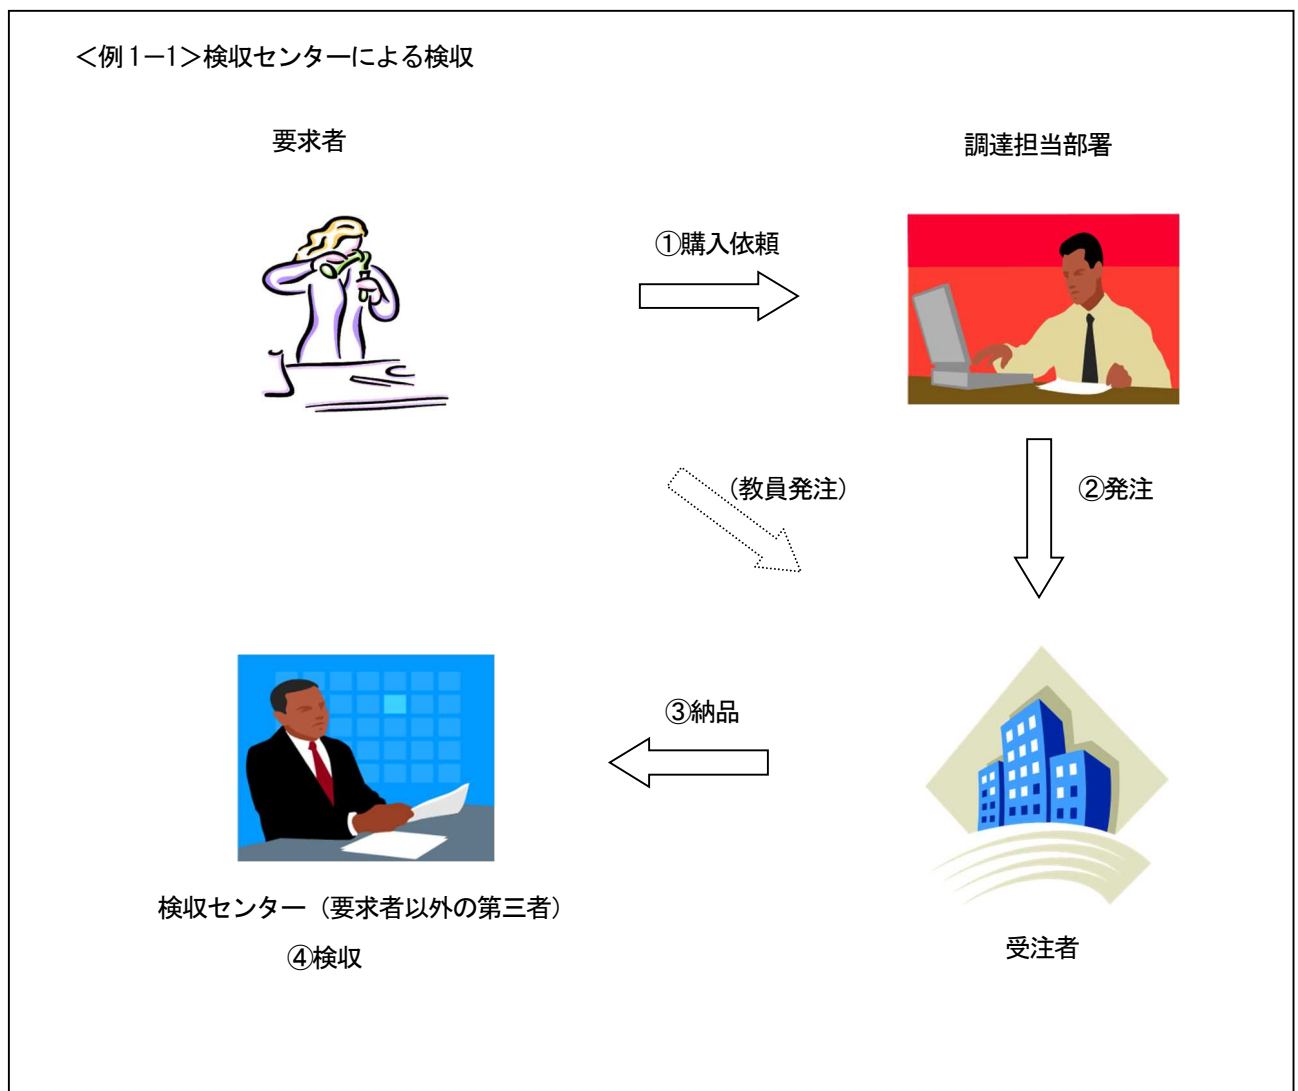 ＜例1－1＞検収センターによる検収
要求者
調達担当部署
①購入依頼
（教員発注）
②発注
③納品
検収センター（要求者以外の第三者）
④検収
受注者